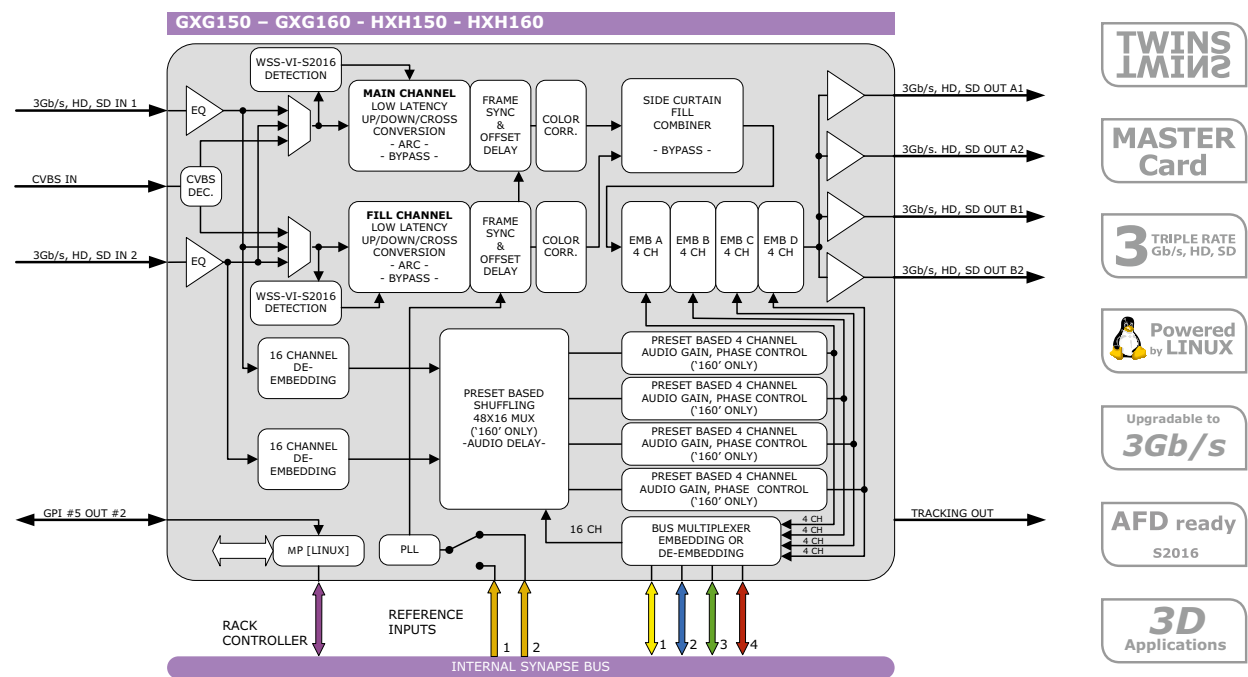 GXG150 – GXG160 - HXH150 - HXH160
3Gb/s, HD, SD IN 1
CVBS IN
3Gb/s, HD, SD IN 2
GPI #5 OUT #2
EQ
CVBS
DEC.
EQ
WSS-VI-S2016
DETECTION
MAIN CHANNEL
LOW LATENCY
UP/DOWN/CROSS
CONVERSION
- ARC -
- BYPASS -
FRAME
SYNC
&
OFFSET
DELAY
COLOR
CORR.
SIDE CURTAIN
FILL
COMBINER
- BYPASS -
FILL CHANNEL
LOW LATENCY
UP/DOWN/CROSS
CONVERSION
- ARC -
- BYPASS -
FRAME
SYNC
&
OFFSET
DELAY
COLOR
CORR.
EMB A
4 CH
EMB B
4 CH
EMB C
4 CH
EMB D
4 CH
WSS-VI-S2016
DETECTION
16 CHANNEL
DE-
EMBEDDING
16 CHANNEL
DE-
EMBEDDING
PRESET BASED
SHUFFLING
48X16 MUX
('160' ONLY)
-AUDIO DELAY-
PRESET BASED 4 CHANNEL
AUDIO GAIN, PHASE CONTROL
('160' ONLY)
PRESET BASED 4 CHANNEL
AUDIO GAIN, PHASE CONTROL
('160' ONLY)
PRESET BASED 4 CHANNEL
AUDIO GAIN, PHASE CONTROL
('160' ONLY)
PRESET BASED 4 CHANNEL
AUDIO GAIN, PHASE CONTROL
('160' ONLY)
16 CH
BUS MULTIPLEXER
EMBEDDING OR
DE-EMBEDDING
4 CH
4 CH
4 CH
4 CH
MP [LINUX]
PLL
3Gb/s, HD, SD OUT A1
3Gb/s. HD, SD OUT A2
3Gb/s, HD, SD OUT B1
3Gb/s, HD, SD OUT B2
TRACKING OUT
RACK
CONTROLLER
REFERENCE
INPUTS
1
2
1
2
3
4
INTERNAL SYNAPSE BUS
TWINS
TWINS
MASTER
Card
3 TRIPLE RATE
Gb/s, HD, SD
Powered
by LINUX
Upgradable to
3Gb/s
AFD ready
S2016
3D
Applications